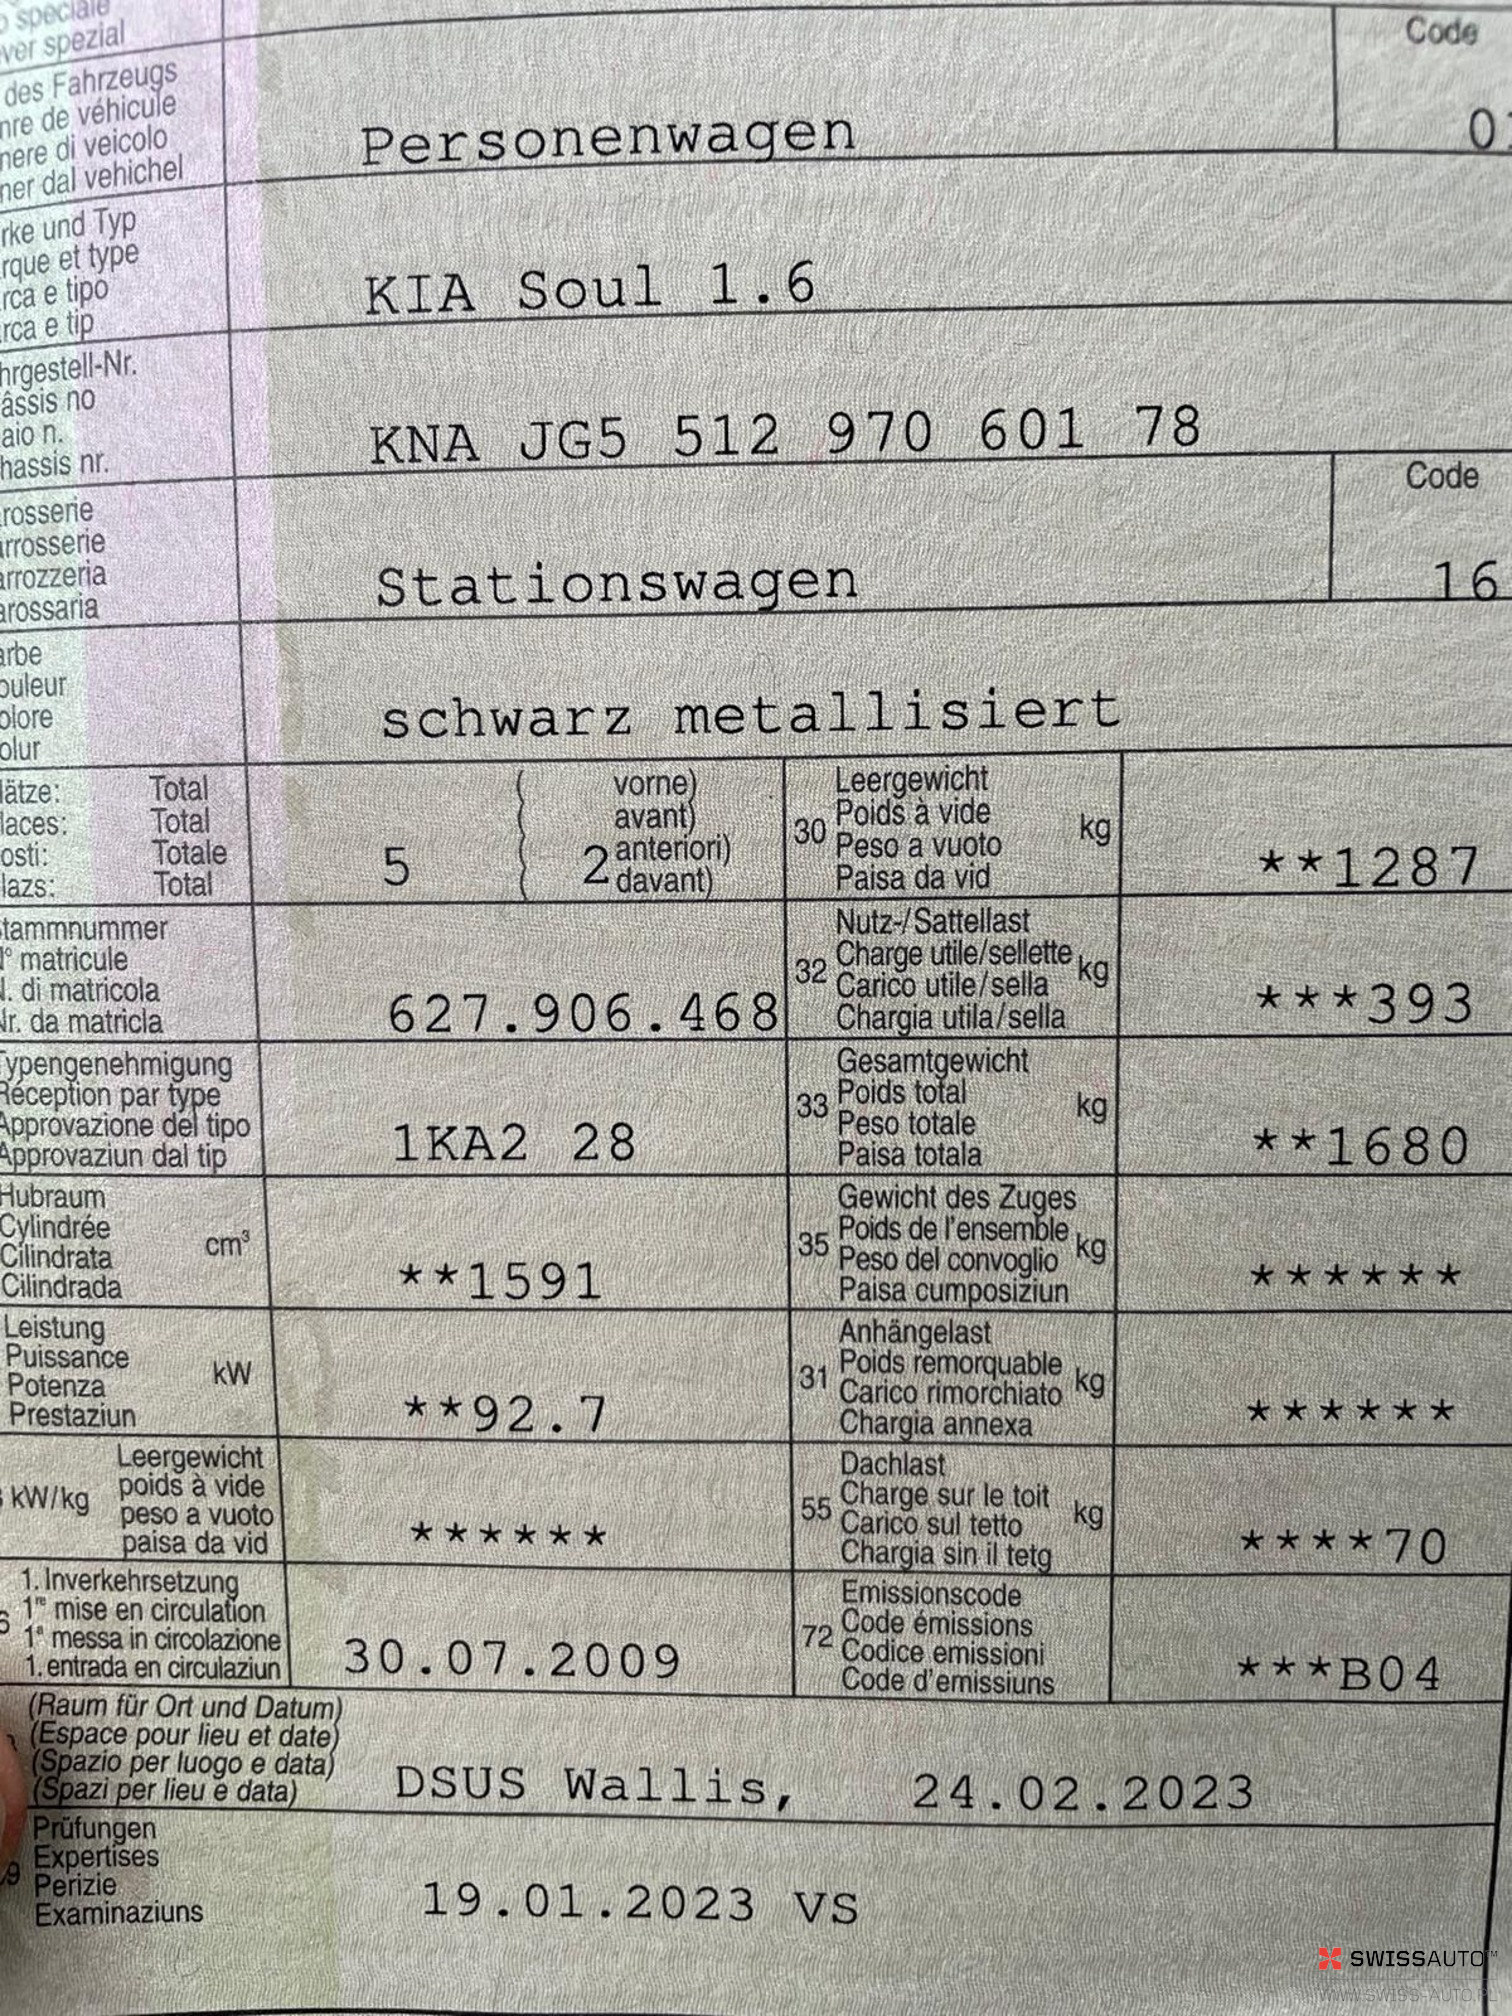 speciale
ver spezial
des Fahrzeugs
nre de véhicule
nere di veicolo
ner dal vehichel
Personenwagen
Code
rke und Typ
rque et type
rca e tipo
rca e tip
KIA Soul 1.6
hrgestell-Nr.
âssis no
aio n.
hassis nr.
KNA JG5 512 970 601 78
rosserie
rrosserie
rrozzeria
rossaria
Stationswagen
Code
16
arbe
ouleur
olore
olur
schwarz metallisiert
lätze: Total
laces: Total
osti: Totale
lazs: Total
5
2
vorne)
avant)
anteriori)
davant)
30
Leergewicht
Poids à vide
Peso a vuoto
Paisa da vid
kg
**1287
tammnummer
° matricule
. di matricola
r. da matricla
627.906.468
32
Nutz-/Sattellast
Charge utile/sellette
Carico utile/sella
Chargia utila/sella
kg
***393
Typengenehmigung
Réception par type
Approvazione del tipo
Approvaziun dal tip
1KA2 28
33
Gesamtgewicht
Poids total
Peso totale
Paisa totala
kg
**1680
Hubraum
Cylindrée
Cilindrata
Cilindrada
cm³
**1591
35
Gewicht des Zuges
Poids de l'ensemble
Peso del convoglio
Paisa cumposiziun
kg
******
Leistung
Puissance
Potenza
Prestaziun
kW
**92.7
31
Anhängelast
Poids remorquable
Carico rimorchiato
Chargia annexa
kg
******
kW/kg
Leergewicht
poids à vide
peso a vuoto
paisa da vid
******
55
Dachlast
Charge sur le toit
Carico sul tetto
Chargia sin il tetg
kg
****70
1. Inverkehrsetzung
1re mise en circulation
1a messa in circolazione
1. entrada en circulaziun
30.07.2009
72
Emissionscode
Code émissions
Codice emissioni
Code d'emissiuns
***B04
(Raum für Ort und Datum)
(Espace pour lieu et date)
(Spazio per luogo e data)
(Spazi per lieu e data)
DSUS Wallis, 24.02.2023
Prüfungen
Expertises
Perizie
Examinaziuns
19.01.2023 VS
SWISSAUTO™